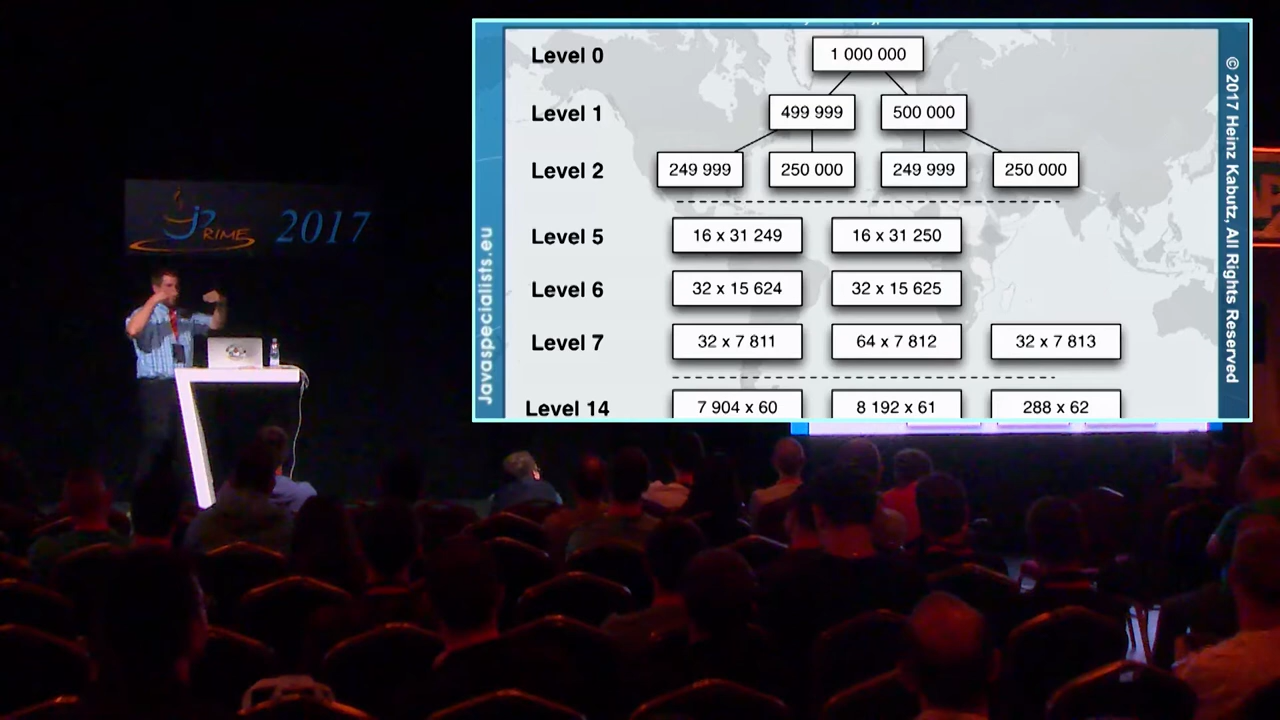 Level 0 1 000 000
Level 1 499 999 500 000
Level 2 249 999 250 000 249 999 250 000
Level 5 16 x 31 249 16 x 31 250
Level 6 32 x 15 624 32 x 15 625
Level 7 32 x 7 811 64 x 7 812 32 x 7 813
Level 14 7 904 x 60 8 192 x 61 288 x 62
Javaspecialists.eu
© 2017 Heinz Kabutz, All Rights Reserved
jPRIME 2017